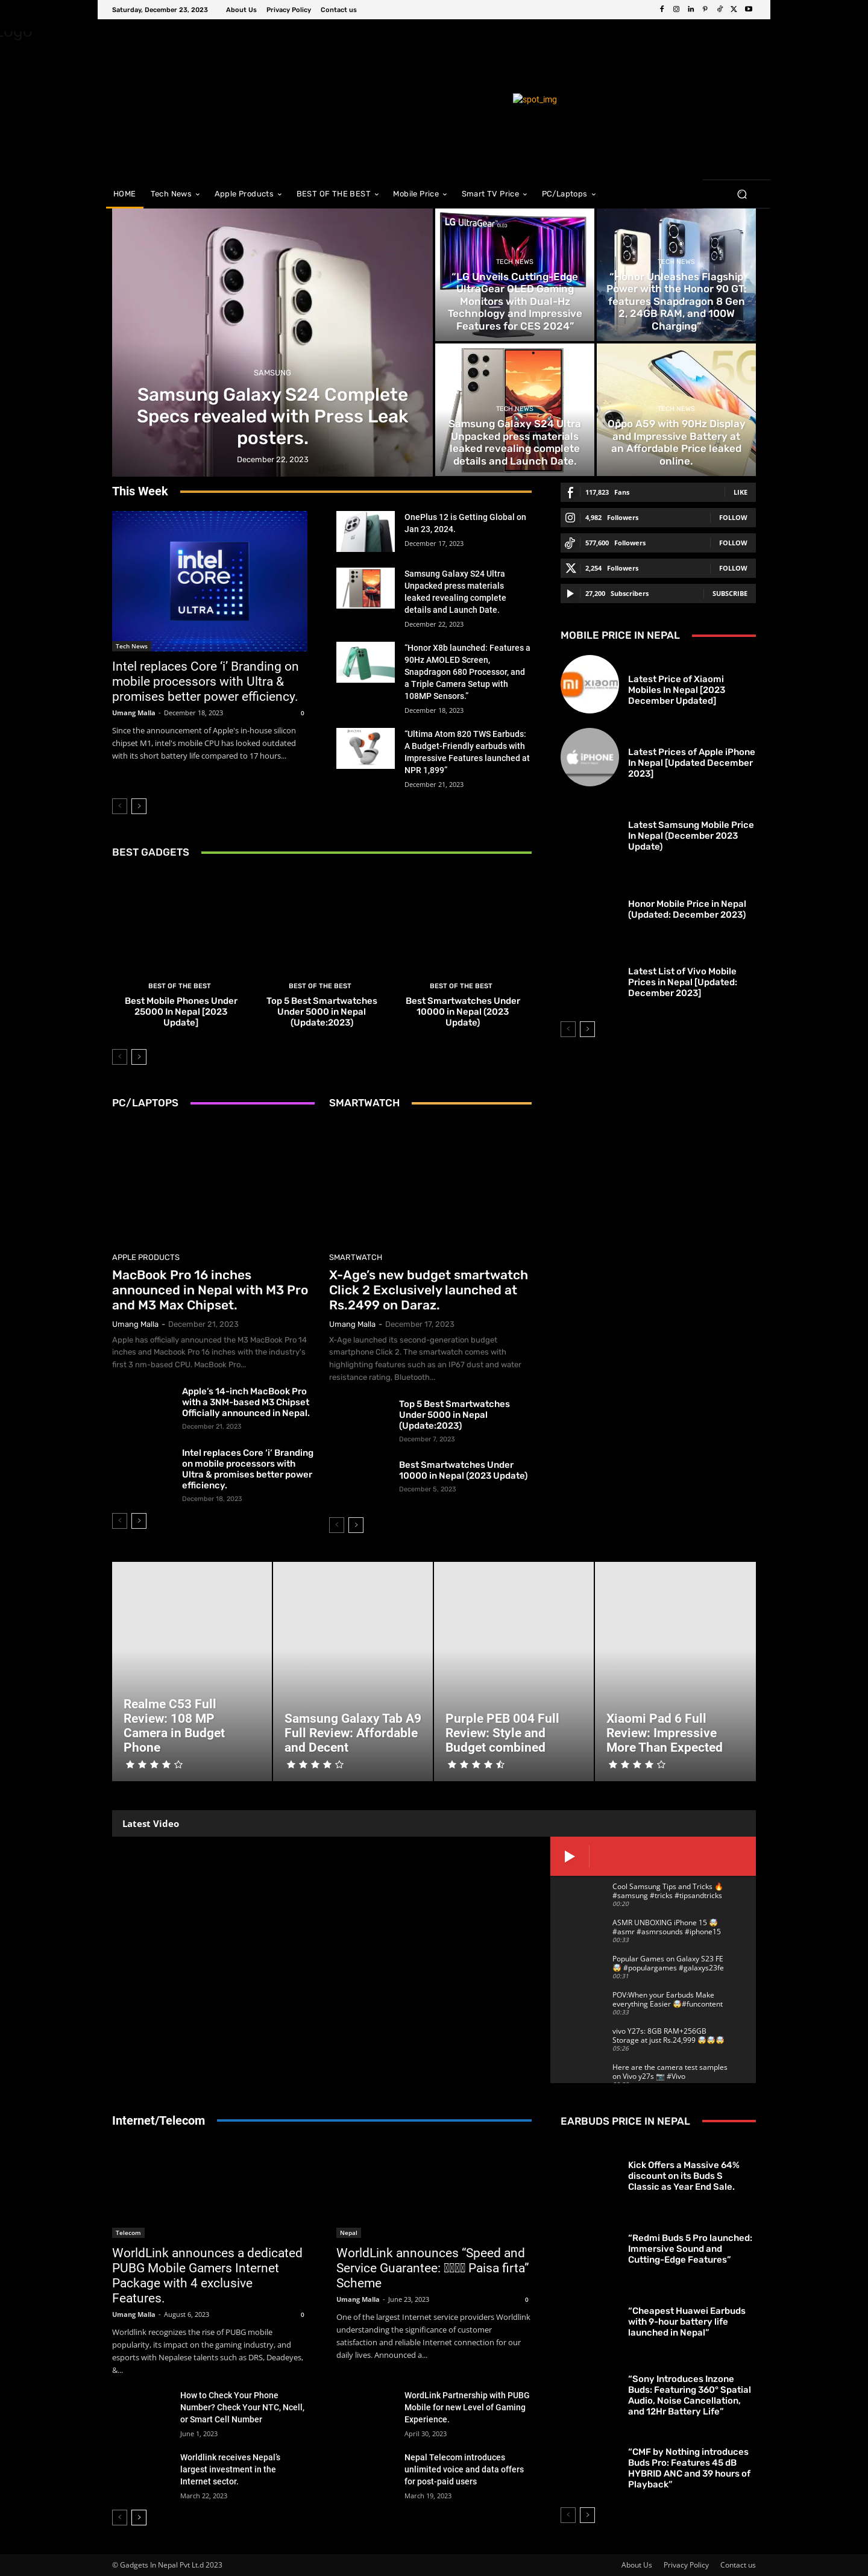 Saturday, December 23, 2023
About Us
Privacy Policy
Contact us
Logo
spot_img
HOME
Tech News
Apple Products
BEST OF THE BEST
Mobile Price
Smart TV Price
PC/Laptops
SAMSUNG
Samsung Galaxy S24 Complete
Specs revealed with Press Leak
posters.
December 22, 2023
LG UltraGear OLED
TECH NEWS
“LG Unveils Cutting-Edge
UltraGear OLED Gaming
Monitors with Dual-Hz
Technology and Impressive
Features for CES 2024”
TECH NEWS
“Honor Unleashes Flagship
Power with the Honor 90 GT:
features Snapdragon 8 Gen
2, 24GB RAM, and 100W
Charging”
TECH NEWS
Samsung Galaxy S24 Ultra
Unpacked press materials
leaked revealing complete
details and Launch Date.
5G
TECH NEWS
Oppo A59 with 90Hz Display
and Impressive Battery at
an Affordable Price leaked
online.
This Week
intel
CORE
ULTRA
Tech News
Intel replaces Core ‘i’ Branding on
mobile processors with Ultra &
promises better power efficiency.
Umang Malla - December 18, 2023 0
Since the announcement of Apple's in-house silicon
chipset M1, intel's mobile CPU has looked outdated
with its short battery life compared to 17 hours...
OnePlus 12 is Getting Global on
Jan 23, 2024.
December 17, 2023
Samsung Galaxy S24 Ultra
Unpacked press materials
leaked revealing complete
details and Launch Date.
December 22, 2023
“Honor X8b launched: Features a
90Hz AMOLED Screen,
Snapdragon 680 Processor, and
a Triple Camera Setup with
108MP Sensors.”
December 18, 2023
“Ultima Atom 820 TWS Earbuds:
A Budget-Friendly earbuds with
Impressive Features launched at
NPR 1,899”
December 21, 2023
117,823 Fans LIKE
4,982 Followers FOLLOW
577,600 Followers FOLLOW
2,254 Followers FOLLOW
27,200 Subscribers SUBSCRIBE
MOBILE PRICE IN NEPAL
xiaomi
Latest Price of Xiaomi
Mobiles In Nepal [2023
December Updated]
iPHONE
Latest Prices of Apple iPhone
In Nepal [Updated December
2023]
Latest Samsung Mobile Price
In Nepal (December 2023
Update)
Honor Mobile Price in Nepal
(Updated: December 2023)
Latest List of Vivo Mobile
Prices in Nepal [Updated:
December 2023]
BEST GADGETS
BEST OF THE BEST
Best Mobile Phones Under
25000 In Nepal [2023
Update]
BEST OF THE BEST
Top 5 Best Smartwatches
Under 5000 in Nepal
(Update:2023)
BEST OF THE BEST
Best Smartwatches Under
10000 in Nepal (2023
Update)
PC/LAPTOPS
APPLE PRODUCTS
MacBook Pro 16 inches
announced in Nepal with M3 Pro
and M3 Max Chipset.
Umang Malla - December 21, 2023
Apple has officially announced the M3 MacBook Pro 14
inches and Macbook Pro 16 inches with the industry's
first 3 nm-based CPU. MacBook Pro...
Apple’s 14-inch MacBook Pro
with a 3NM-based M3 Chipset
Officially announced in Nepal.
December 21, 2023
Intel replaces Core ‘i’ Branding
on mobile processors with
Ultra & promises better power
efficiency.
December 18, 2023
SMARTWATCH
SMARTWATCH
X-Age’s new budget smartwatch
Click 2 Exclusively launched at
Rs.2499 on Daraz.
Umang Malla - December 17, 2023
X-Age launched its second-generation budget
smartphone Click 2. The smartwatch comes with
highlighting features such as an IP67 dust and water
resistance rating, Bluetooth...
Top 5 Best Smartwatches
Under 5000 in Nepal
(Update:2023)
December 7, 2023
Best Smartwatches Under
10000 in Nepal (2023 Update)
December 5, 2023
Realme C53 Full
Review: 108 MP
Camera in Budget
Phone
Samsung Galaxy Tab A9
Full Review: Affordable
and Decent
Purple PEB 004 Full
Review: Style and
Budget combined
Xiaomi Pad 6 Full
Review: Impressive
More Than Expected
Latest Video
Cool Samsung Tips and Tricks 🔥
#samsung #tricks #tipsandtricks
00:20
ASMR UNBOXING iPhone 15 🤯
#asmr #asmrsounds #iphone15
00:33
Popular Games on Galaxy S23 FE
🤯 #populargames #galaxys23fe
00:31
POV:When your Earbuds Make
everything Easier 🤯#funcontent
00:33
vivo Y27s: 8GB RAM+256GB
Storage at just Rs.24,999 🤯🤯🤯
05:26
Here are the camera test samples
on Vivo y27s 📷 #Vivo
Internet/Telecom
Telecom
WorldLink announces a dedicated
PUBG Mobile Gamers Internet
Package with 4 exclusive
Features.
Umang Malla - August 6, 2023 0
Worldlink recognizes the rise of PUBG mobile
popularity, its impact on the gaming industry, and
esports with Nepalese talents such as DRS, Deadeyes,
&...
Nepal
WorldLink announces “Speed and
Service Guarantee: Paisa firta”
Scheme
Umang Malla - June 23, 2023 0
One of the largest Internet service providers Worldlink
understanding the significance of customer
satisfaction and reliable Internet connection for our
daily lives. Announced a...
How to Check Your Phone
Number? Check Your NTC, Ncell,
or Smart Cell Number
June 1, 2023
WordLink Partnership with PUBG
Mobile for new Level of Gaming
Experience.
April 30, 2023
Worldlink receives Nepal’s
largest investment in the
Internet sector.
March 22, 2023
Nepal Telecom introduces
unlimited voice and data offers
for post-paid users
March 19, 2023
EARBUDS PRICE IN NEPAL
Kick Offers a Massive 64%
discount on its Buds S
Classic as Year End Sale.
“Redmi Buds 5 Pro launched:
Immersive Sound and
Cutting-Edge Features”
“Cheapest Huawei Earbuds
with 9-hour battery life
launched in Nepal”
“Sony Introduces Inzone
Buds: Featuring 360° Spatial
Audio, Noise Cancellation,
and 12Hr Battery Life”
“CMF by Nothing introduces
Buds Pro: Features 45 dB
HYBRID ANC and 39 hours of
Playback”
© Gadgets In Nepal Pvt Lt.d 2023
About Us
Privacy Policy
Contact us